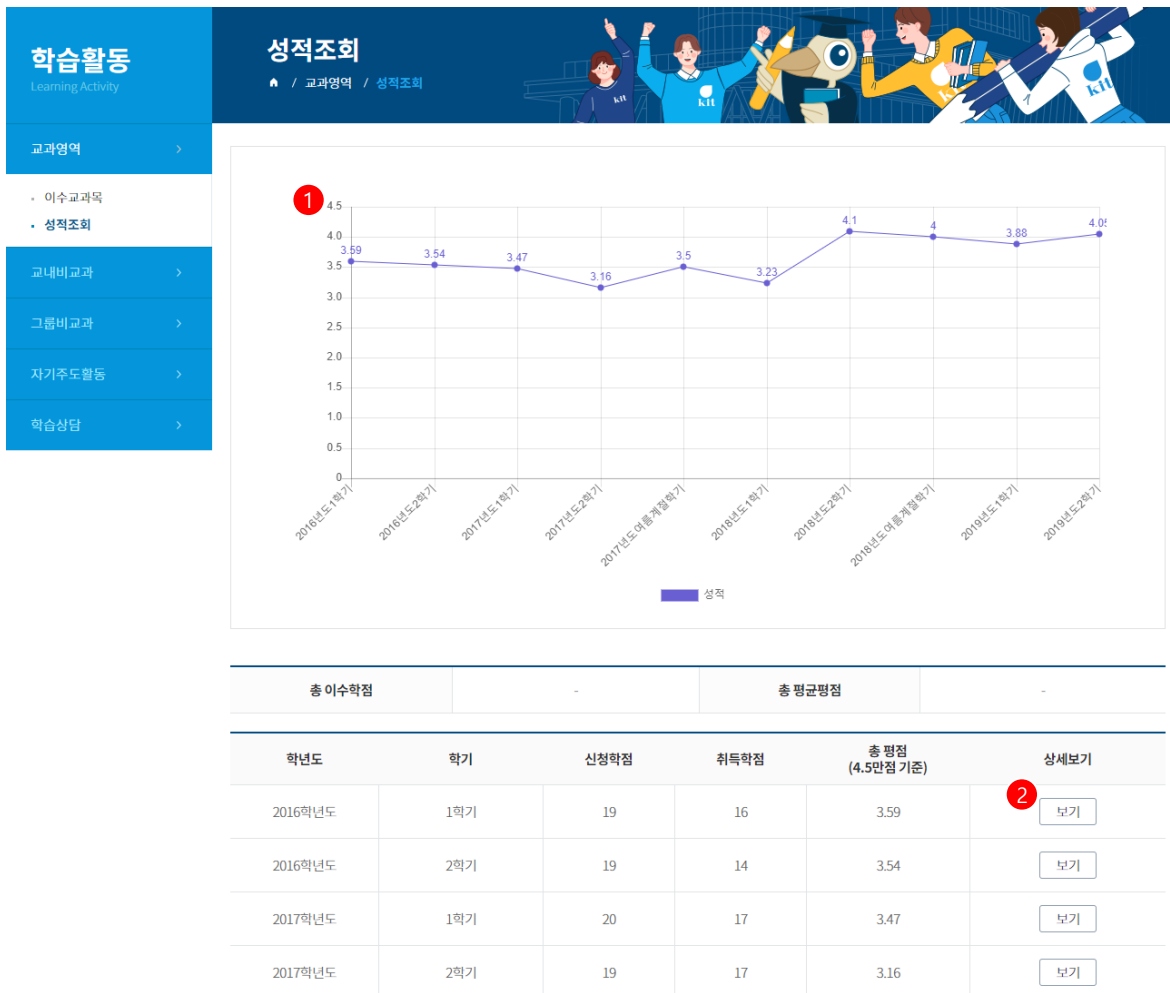 학습활동
Learning Activity
교과영역
이수교과목
성적조회
교내비교과
그룹비교과
자기주도활동
학습상담
성적조회
/ 교과영역 / 성적조회
kit
kit
kit
kit
1
4.5
4.0
3.5
3.0
2.5
2.0
1.5
1.0
0.5
0
3.59
3.54
3.47
3.16
3.5
3.23
4.1
4
3.88
4.05
2016년도1학기
2016년도2학기
2017년도1학기
2017년도2학기
2017년도여름계절학기
2018년도1학기
2018년도2학기
2018년도여름계절학기
2019년도1학기
2019년도2학기
성적
총 이수학점 - 총 평균평점 -
학년도 학기 신청학점 취득학점 총 평점 상세보기
(4.5만점 기준)
2
2016학년도 1학기 19 16 3.59 보기
2016학년도 2학기 19 14 3.54 보기
2017학년도 1학기 20 17 3.47 보기
2017학년도 2학기 19 17 3.16 보기